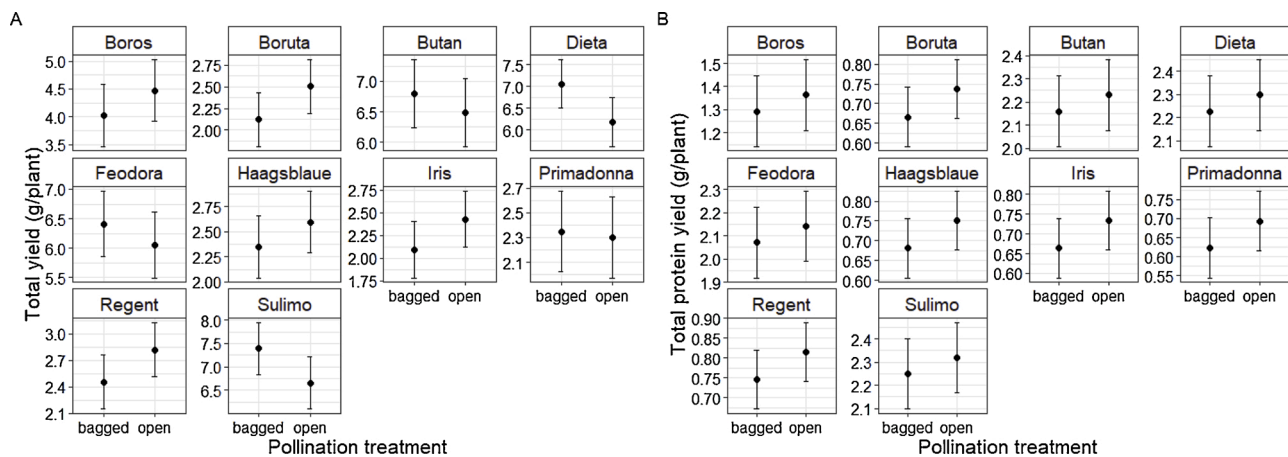 A
Total yield (g/plant)
Boros
5.0
4.5
4.0
3.5
Boruta
2.75
2.50
2.25
2.00
Butan
7.0
6.5
6.0
Dieta
7.5
7.0
6.5
6.0
Feodora
7.0
6.5
6.0
5.5
Haagsblaue
2.75
2.50
2.25
2.00
Iris
2.75
2.50
2.25
2.00
1.75
bagged open
Primadonna
2.7
2.5
2.3
2.1
bagged open
Regent
3.0
2.7
2.4
2.1
bagged open
Sulimo
8.0
7.5
7.0
6.5
bagged open
Pollination treatment
B
Total protein yield (g/plant)
Boros
1.5
1.4
1.3
1.2
Boruta
0.80
0.75
0.70
0.65
0.60
Butan
2.4
2.3
2.2
2.1
2.0
Dieta
2.4
2.3
2.2
2.1
Feodora
2.3
2.2
2.1
2.0
1.9
Haagsblaue
0.80
0.75
0.70
0.65
0.60
Iris
0.80
0.75
0.70
0.65
0.60
bagged open
Primadonna
0.75
0.70
0.65
0.60
0.55
bagged open
Regent
0.90
0.85
0.80
0.75
0.70
bagged open
Sulimo
2.4
2.3
2.2
2.1
bagged open
Pollination treatment